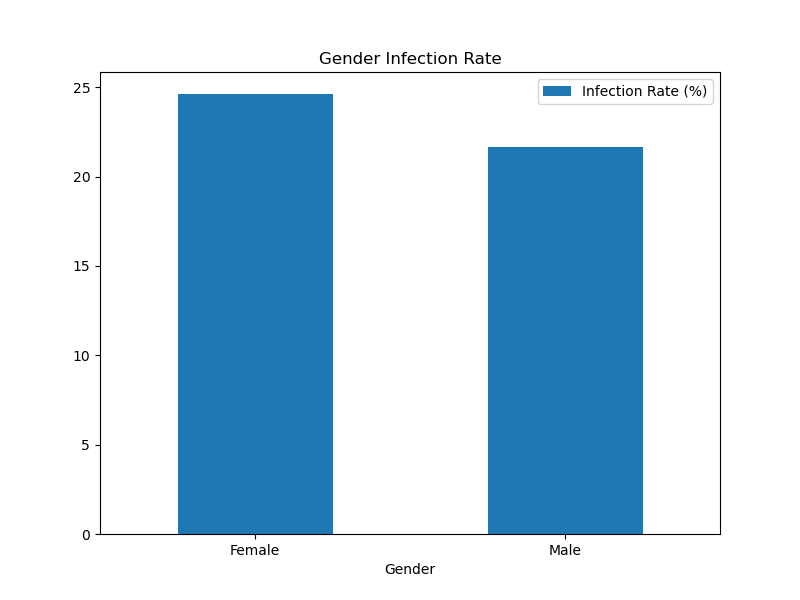 Gender Infection Rate
Infection Rate (%)
25
20
15
10
5
0
Female
Male
Gender